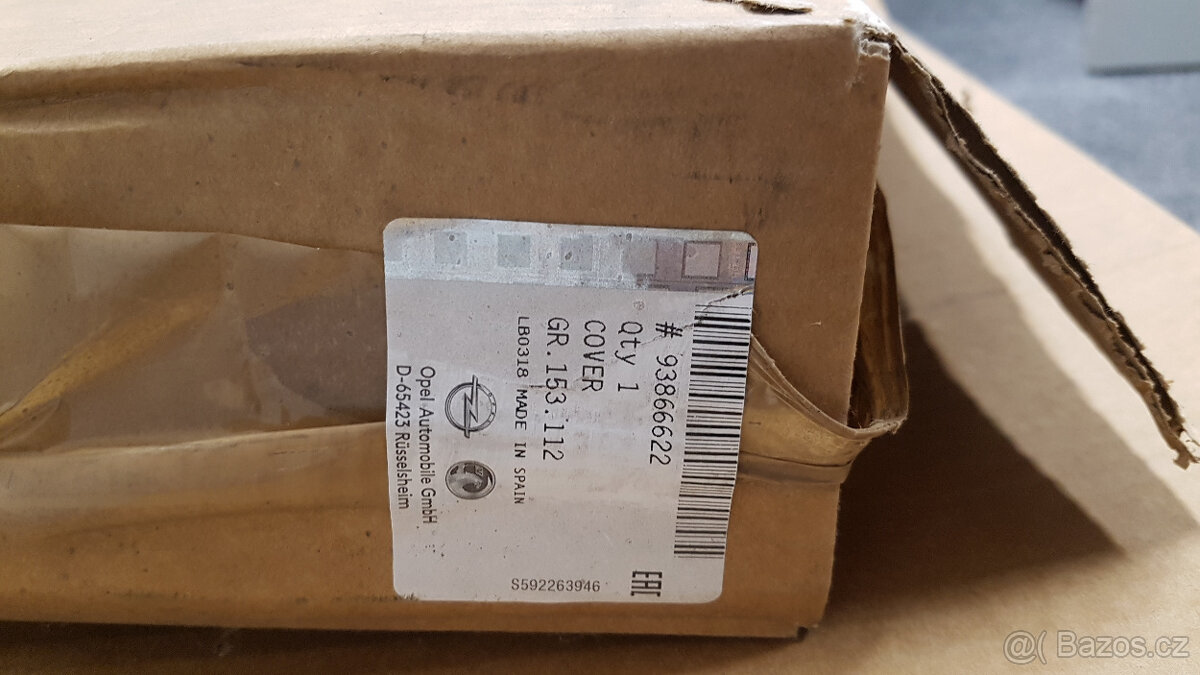 # 93866622
Qty 1
COVER
GR.153.112
LB0318 MADE IN SPAIN
Opel Automobile GmbH
D-65423 Rüsselsheim
EAC
S592263946
@( Bazos.cz